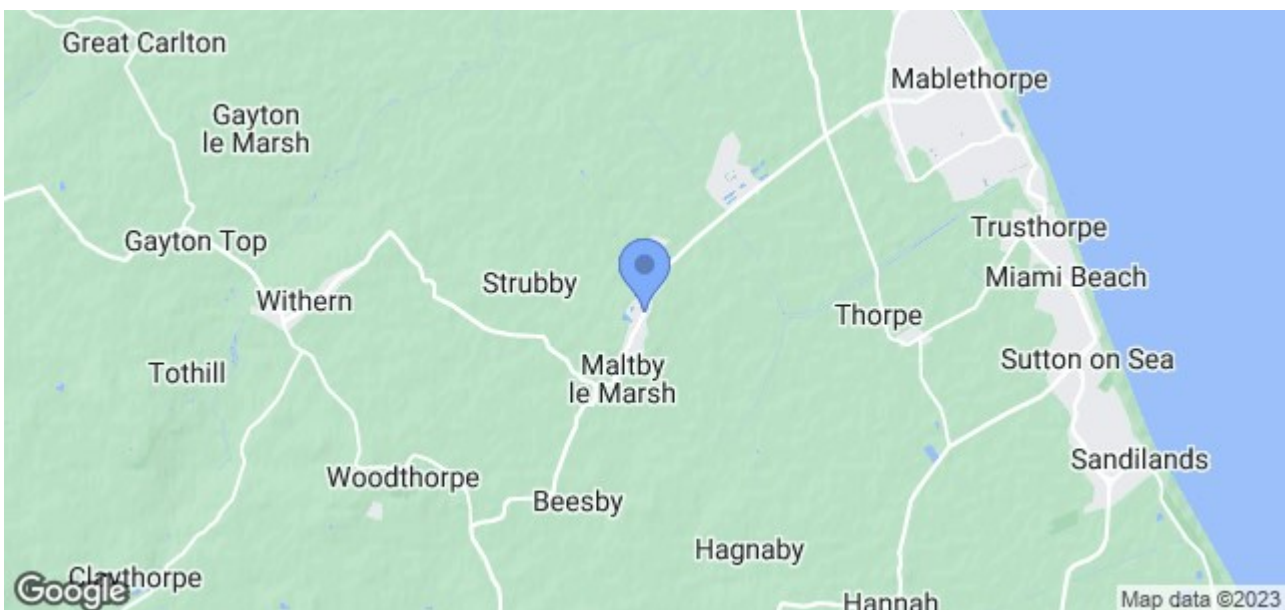 Great Carlton
Mablethorpe
Gayton
le Marsh
Trusthorpe
Gayton Top
Miami Beach
Strubby
Withern
Thorpe
Maltby
le Marsh
Sutton on Sea
Tothill
Sandilands
Woodthorpe
Beesby
Hagnaby
Claythorpe
Google
Hannah
Map data ©2023